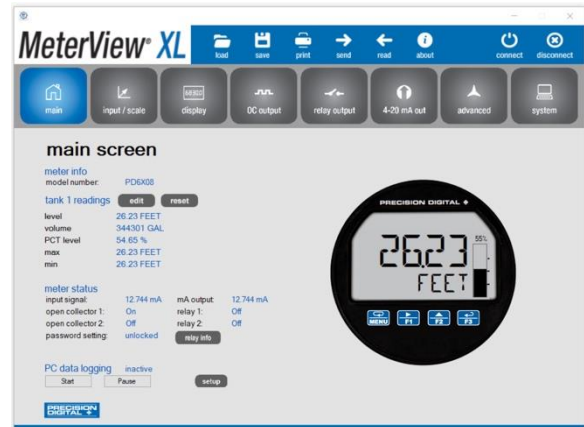 MeterView® XL
load save print send read about connect disconnect
main input / scale display OC output relay output 4-20 mA out advanced system
main screen
meter info
model number: PD6X08
tank 1 readings edit reset
level 26.23 FEET
volume 344301 GAL
PCT level 54.65 %
max 26.23 FEET
min 26.23 FEET
meter status
input signal: 12.744 mA mA output: 12.744 mA
open collector 1: On relay 1: Off
open collector 2: Off relay 2: Off
password setting: unlocked relay info
PC data logging inactive
Start Pause setup
PRECISION DIGITAL +
PRECISION DIGITAL +
55%
26.23
FEET
MENU F1 F2 F3